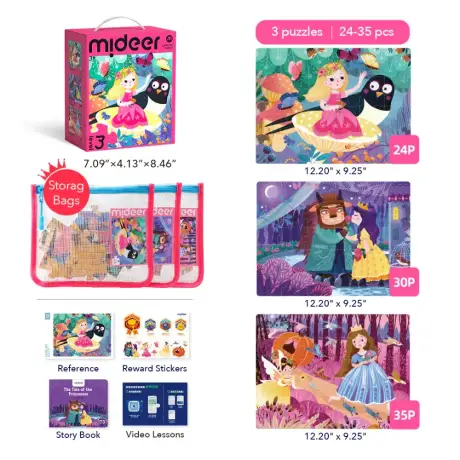 mideer
3
7.09"×4.13"×8.46"
Storag
Bags
mideer
Reference
Reward Stickers
The Tale of the
Princesses
Story Book
Video Lessons
3 puzzles | 24-35 pcs
24P
12.20" x 9.25"
30P
12.20" x 9.25"
35P
12.20" x 9.25"